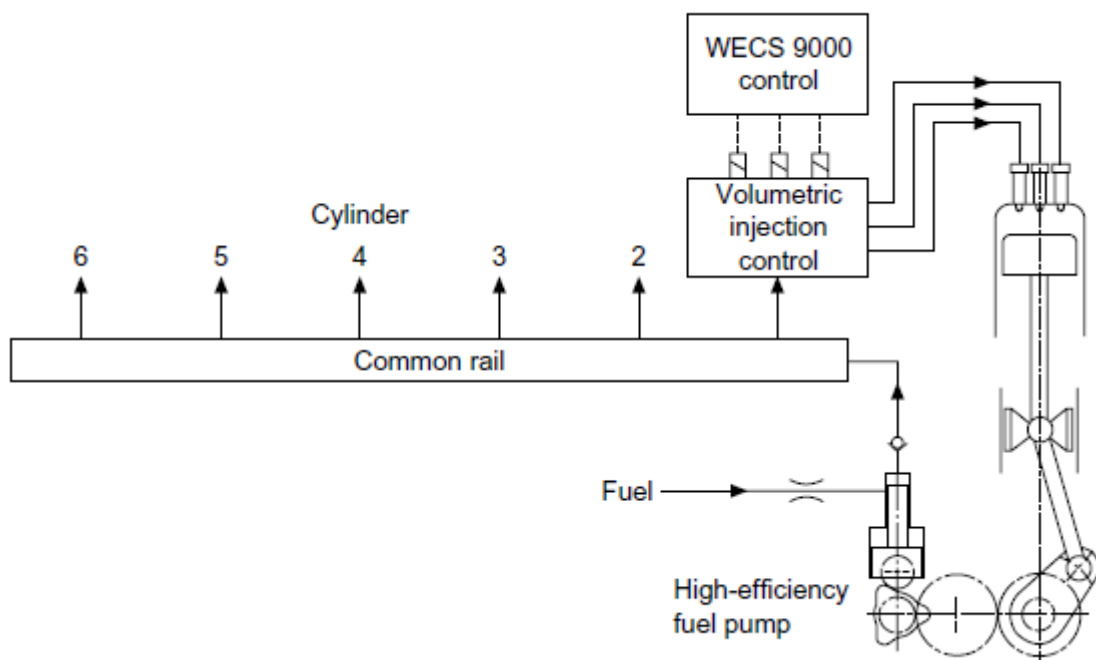 WECS 9000
control
Volumetric
injection
control
Cylinder
6 5 4 3 2
Common rail
Fuel
High-efficiency
fuel pump